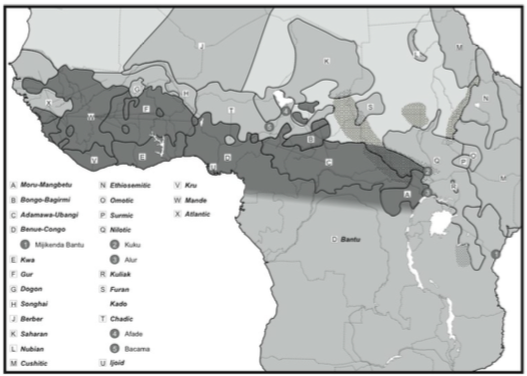 J
K
L
M
X
G
H
F
W
T
S
N
B
V
E
U
D
C
Q
P
O
R
A
M
D Bantu
A Moru-Mangbetu
B Bongo-Bagirmi
C Adamawa-Ubangi
D Benue-Congo
1 Mijikenda Bantu
E Kwa
F Gur
G Dogon
H Songhai
J Berber
K Saharan
L Nubian
M Cushitic
N Ethiosemitic
O Omotic
P Surmic
Q Nilotic
2 Kuku
3 Alur
R Kuliak
S Furan
Kado
T Chadic
4 Afade
5 Bacama
U Ijoid
V Kru
W Mande
X Atlantic